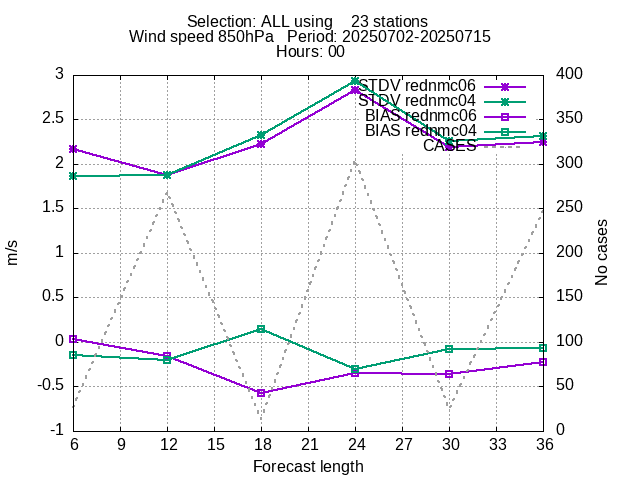 Selection: ALL using    23 stations
Wind speed 850hPa   Period: 20250702-20250715
Hours: 00
STDV rednmc06
STDV rednmc04
BIAS rednmc06
BIAS rednmc04
CASES
3
2.5
2
1.5
1
0.5
0
-0.5
-1
400
350
300
250
200
150
100
50
0
m/s
No cases
6 9 12 15 18 21 24 27 30 33 36
Forecast length